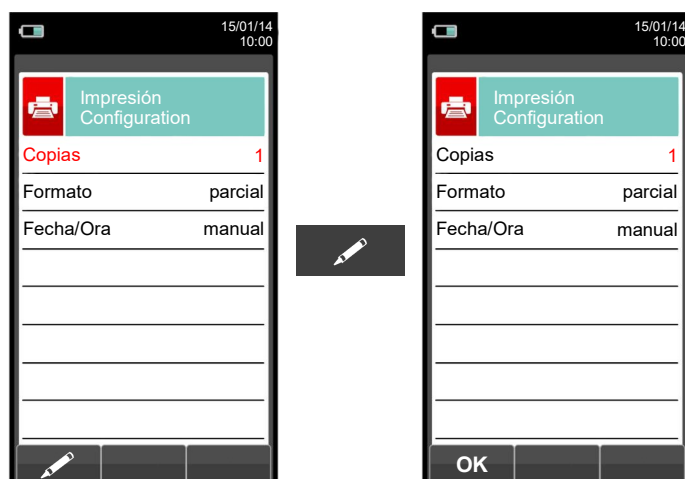 15/01/14
10:00
Impresión
Configuration
Copias 1
Formato parcial
Fecha/Ora manual
15/01/14
10:00
Impresión
Configuration
Copias 1
Formato parcial
Fecha/Ora manual
OK